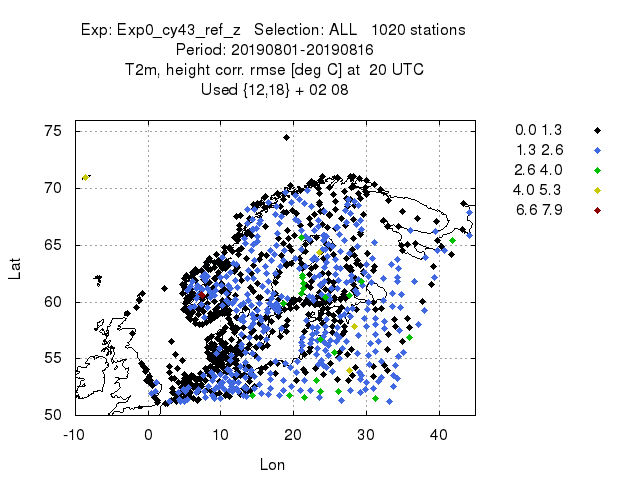 Exp: Exp0_cy43_ref_z   Selection: ALL   1020 stations
Period: 20190801-20190816
T2m, height corr. rmse [deg C] at  20 UTC
Used {12,18} + 02 08
0.0 1.3
1.3 2.6
2.6 4.0
4.0 5.3
6.6 7.9
75
70
65
60
55
50
Lat
-10 0 10 20 30 40
Lon